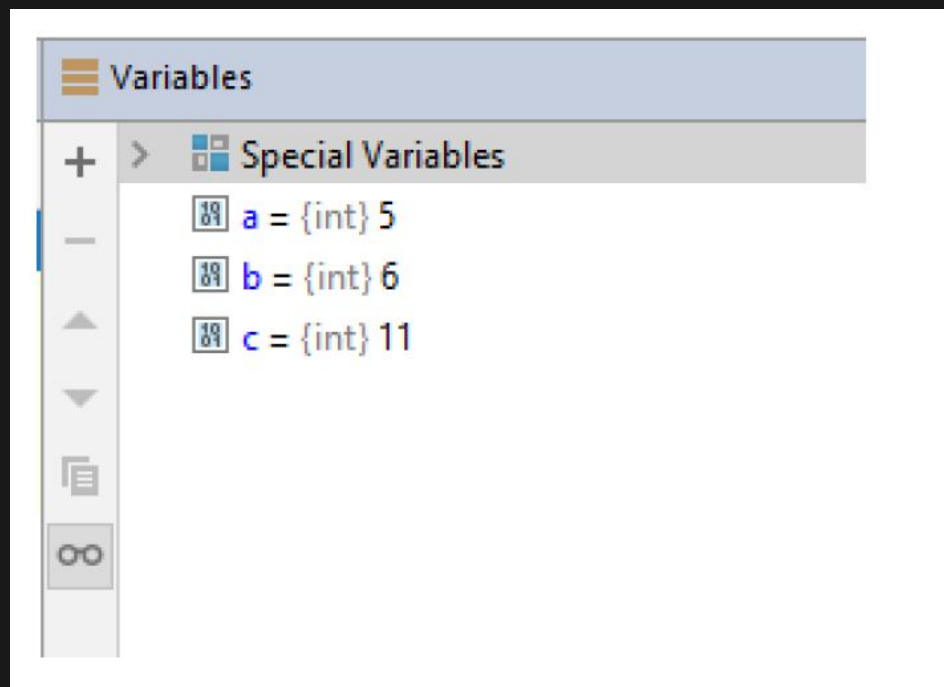 Variables
Special Variables
a = {int} 5
b = {int} 6
c = {int} 11